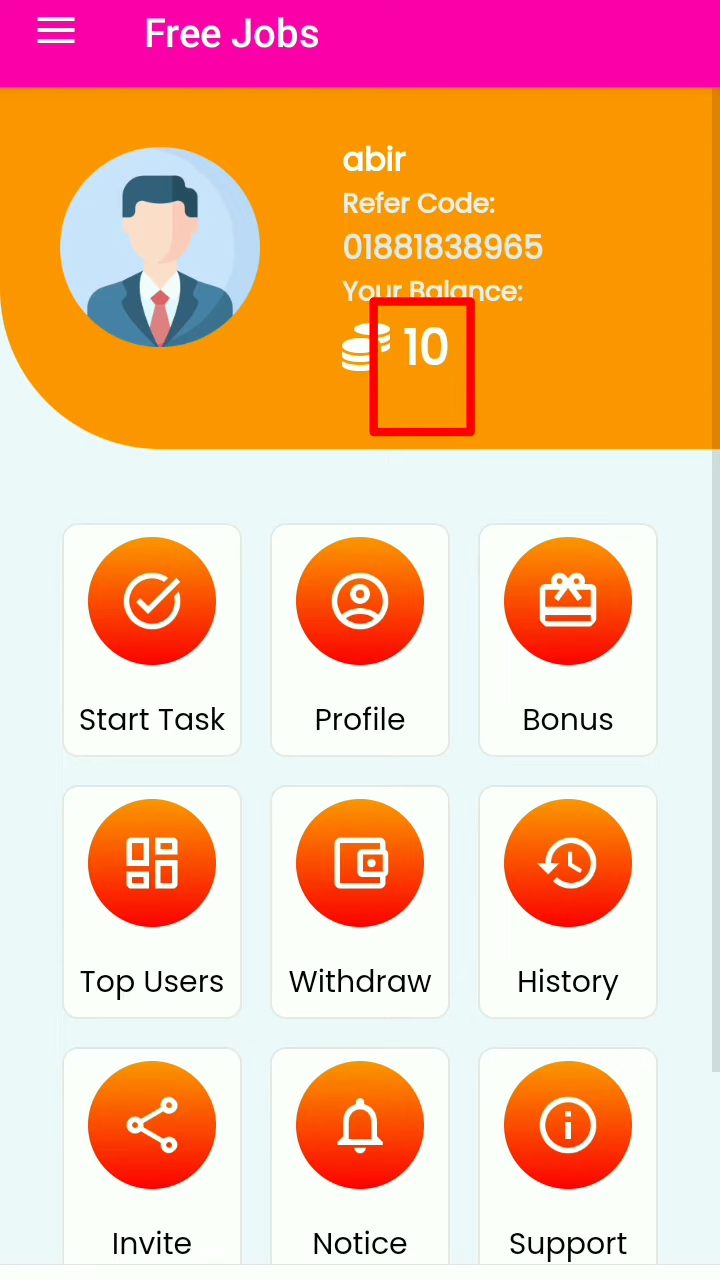 Free Jobs
abir
Refer Code:
01881838965
Your Balance:
10
Start Task
Profile
Bonus
Top Users
Withdraw
History
Invite
Notice
Support